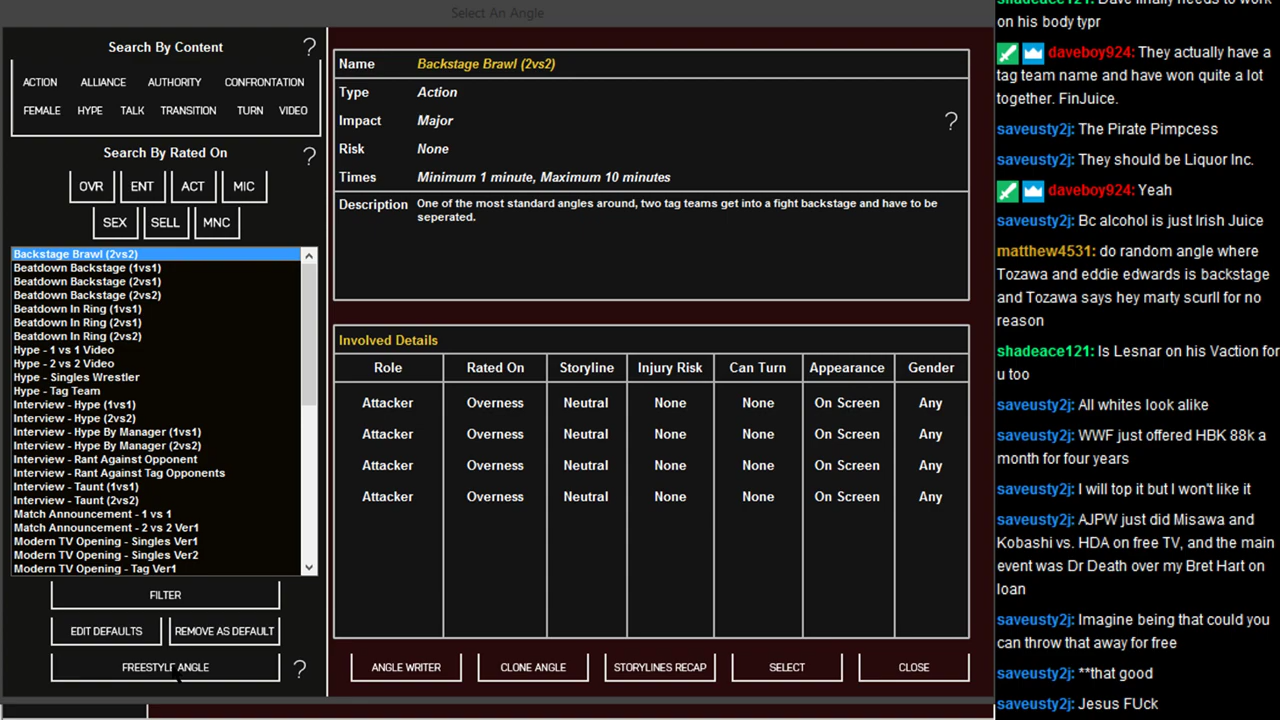 Select An Angle
Search By Content
?
ACTION ALLIANCE AUTHORITY CONFRONTATION
FEMALE HYPE TALK TRANSITION TURN VIDEO
Search By Rated On
?
OVR ENT ACT MIC
SEX SELL MNC
Backstage Brawl (2vs2)
Beatdown Backstage (1vs1)
Beatdown Backstage (2vs1)
Beatdown Backstage (2vs2)
Beatdown In Ring (1vs1)
Beatdown In Ring (2vs1)
Beatdown In Ring (2vs2)
Hype - 1 vs 1 Video
Hype - 2 vs 2 Video
Hype - Singles Wrestler
Hype - Tag Team
Interview - Hype (1vs1)
Interview - Hype (2vs2)
Interview - Hype By Manager (1vs1)
Interview - Hype By Manager (2vs2)
Interview - Rant Against Opponent
Interview - Rant Against Tag Opponents
Interview - Taunt (1vs1)
Interview - Taunt (2vs2)
Match Announcement - 1 vs 1
Match Announcement - 2 vs 2 Ver1
Modern TV Opening - Singles Ver1
Modern TV Opening - Singles Ver2
Modern TV Opening - Tag Ver1
FILTER
EDIT DEFAULTS REMOVE AS DEFAULT
FREESTYLE ANGLE ?
Name Backstage Brawl (2vs2)
Type Action
Impact Major
?
Risk None
Times Minimum 1 minute, Maximum 10 minutes
Description One of the most standard angles around, two tag teams get into a fight backstage and have to be
seperated.
Involved Details
Role Rated On Storyline Injury Risk Can Turn Appearance Gender
Attacker Overness Neutral None None On Screen Any
Attacker Overness Neutral None None On Screen Any
Attacker Overness Neutral None None On Screen Any
Attacker Overness Neutral None None On Screen Any
ANGLE WRITER CLONE ANGLE STORYLINES RECAP SELECT CLOSE
shadeace121: Dave finally needs to work
on his body typr
daveboy924: They actually have a
tag team name and have won quite a lot
together. FinJuice.
saveusty2j: The Pirate Pimpcess
saveusty2j: They should be Liquor Inc.
daveboy924: Yeah
saveusty2j: Bc alcohol is just Irish Juice
matthew4531: do random angle where
Tozawa and eddie edwards is backstage
and Tozawa says hey marty scurll for no
reason
shadeace121: Is Lesnar on his Vaction for
u too
saveusty2j: All whites look alike
saveusty2j: WWF just offered HBK 88k a
month for four years
saveusty2j: I will top it but I won't like it
saveusty2j: AJPW just did Misawa and
Kobashi vs. HDA on free TV, and the main
event was Dr Death over my Bret Hart on
loan
saveusty2j: Imagine being that could you
can throw that away for free
saveusty2j: **that good
saveusty2j: Jesus FUck